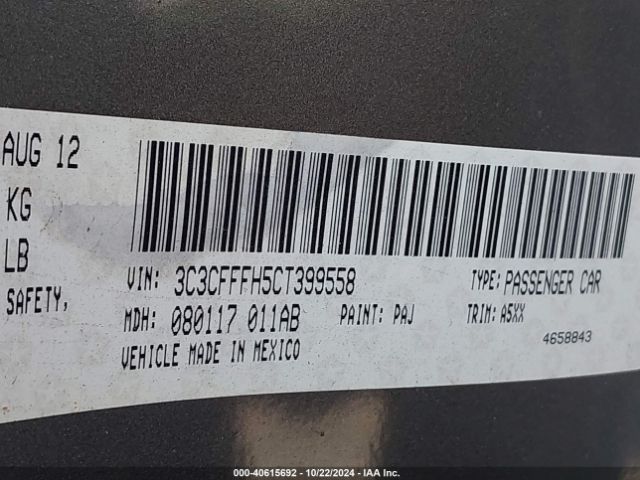 AUG 12
KG
LB
SAFETY,
VIN: 3C3CFFFH5CT399558
TYPE: PASSENGER CAR
MDH: 080117 011AB
PAINT: PAJ
TRIM: A5XX
VEHICLE MADE IN MEXICO
4658843
000-40615692 - 10/22/2024 - IAA Inc.